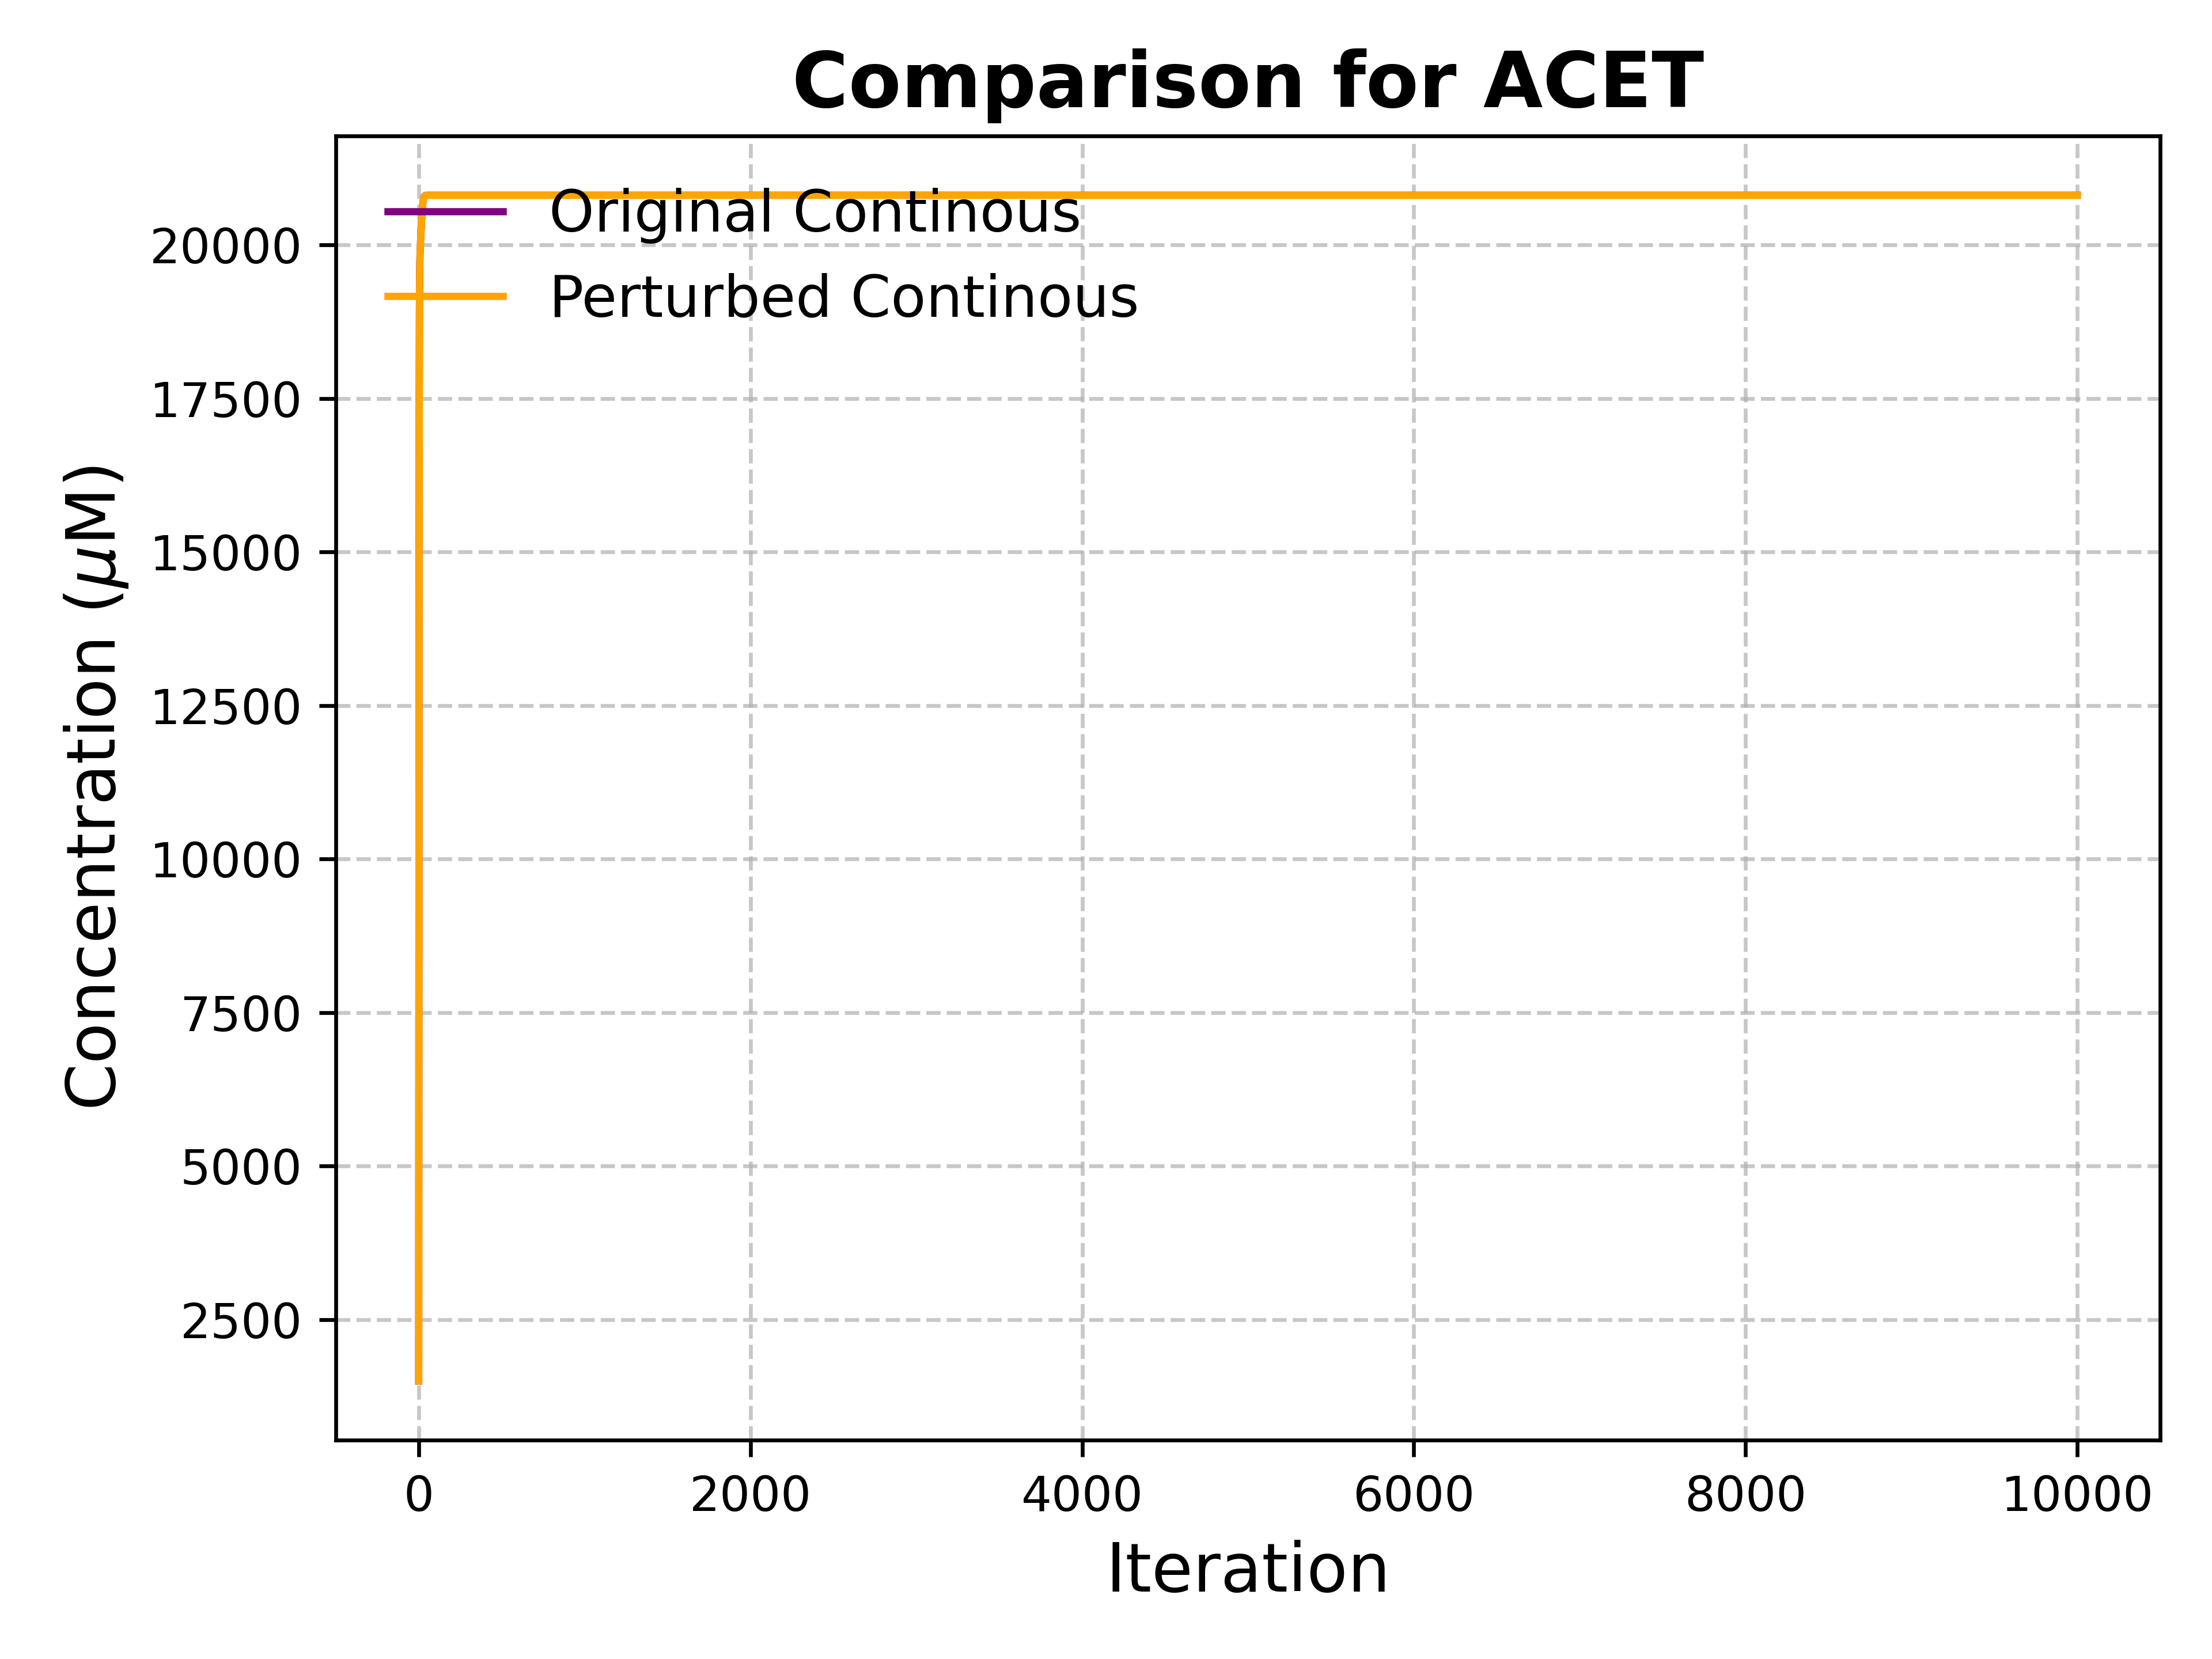 Comparison for ACET
Original Continous
Perturbed Continous
Concentration (μM)
20000
17500
15000
12500
10000
7500
5000
2500
0 2000 4000 6000 8000 10000
Iteration